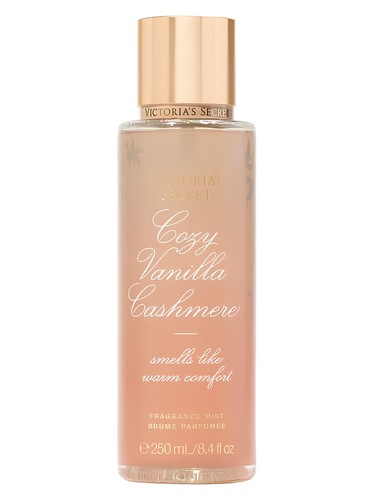 VICTORIA'S SECRET
VICTORIA'S
SECRET
Cozy
Vanilla
Cashmere
smells like
warm comfort
FRAGRANCE MIST
BRUME PARFUMÉE
℮ 250 mL/8.4 fl oz